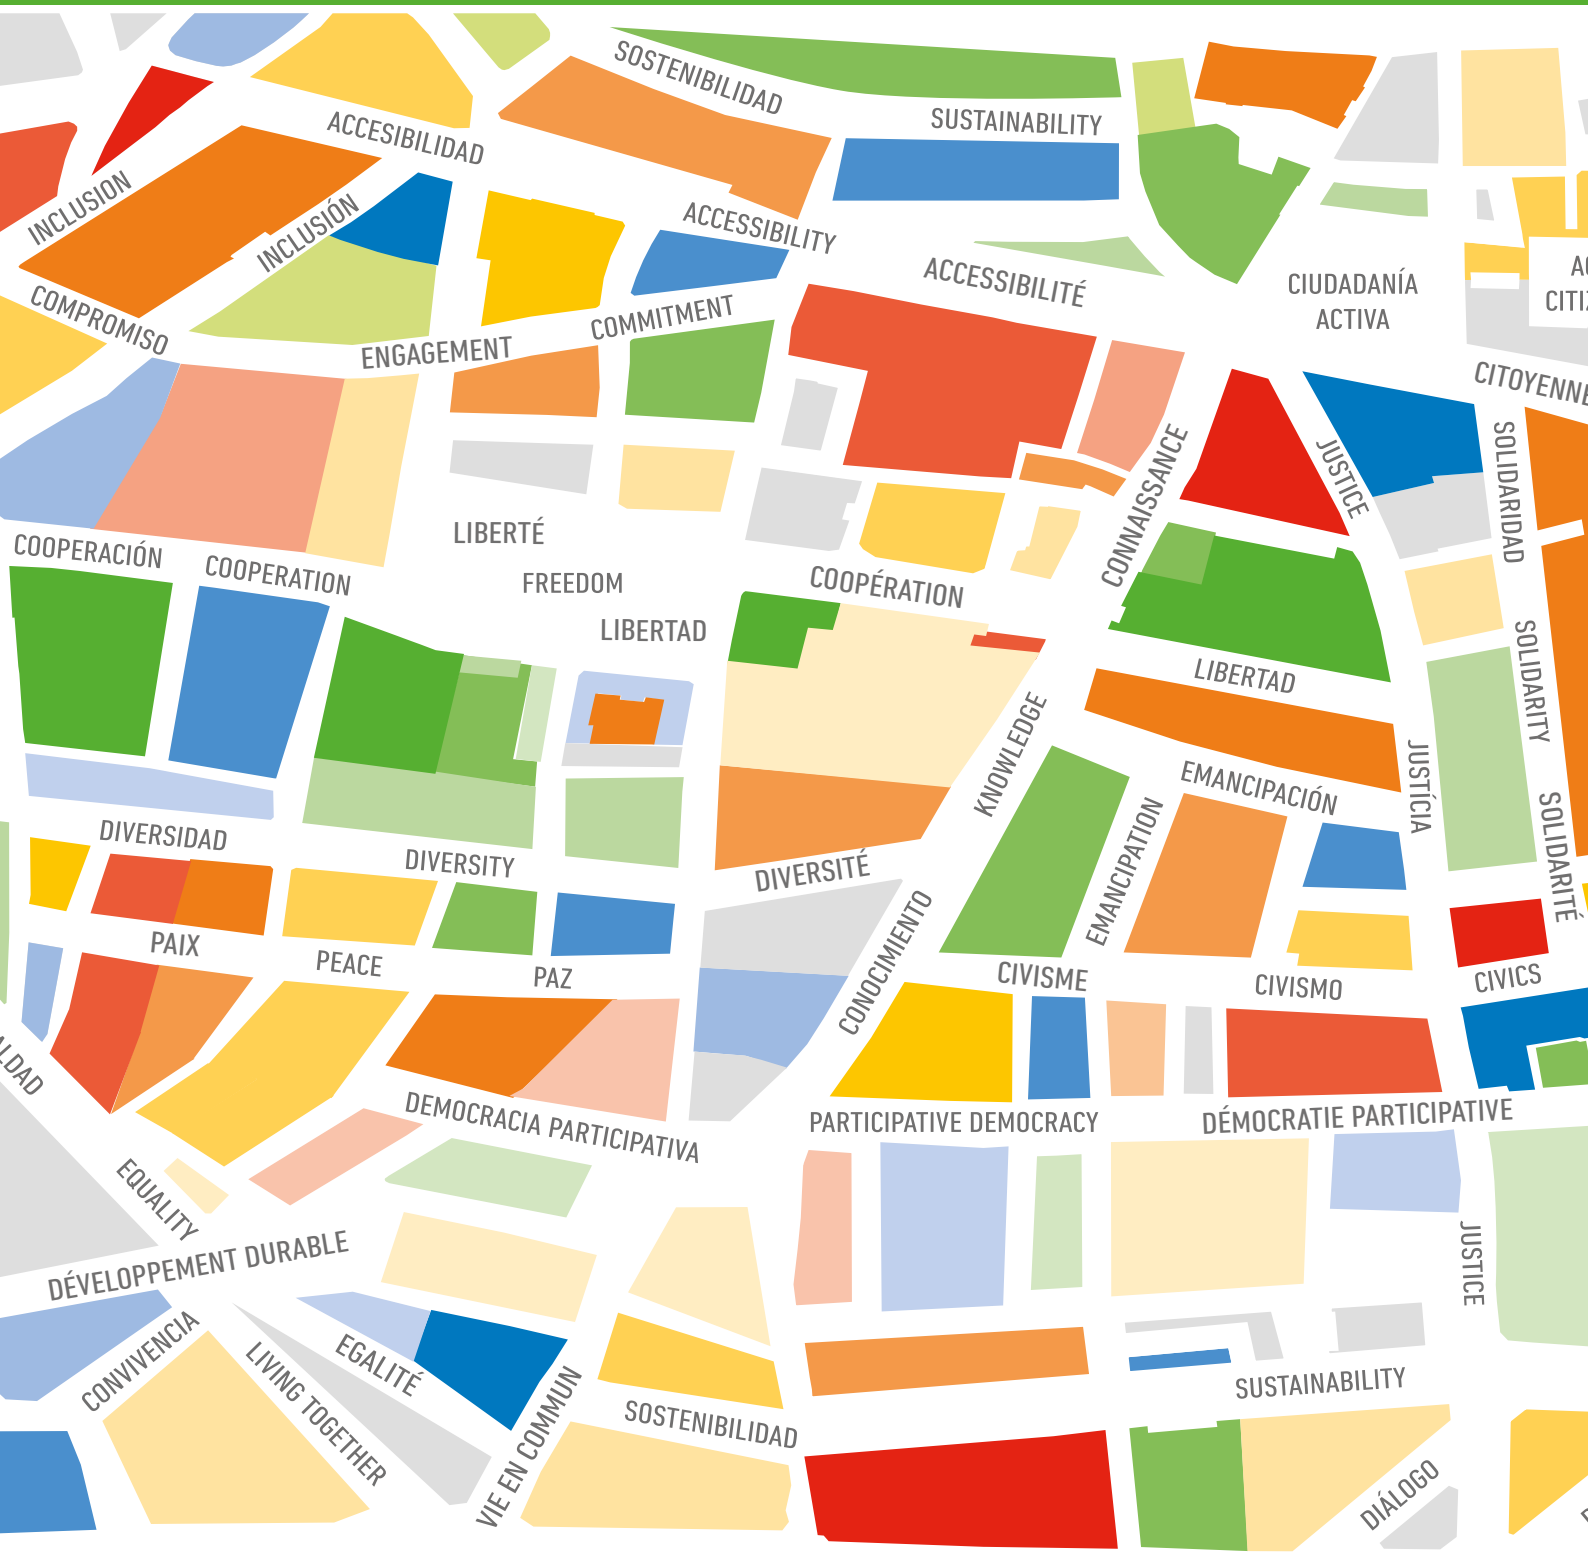 SOSTENIBILIDAD
SUSTAINABILITY
ACCESIBILIDAD
INCLUSION
INCLUSIÓN
ACCESSIBILITY
ACCESSIBILITÉ
CIUDADANÍA
ACTIVA
COMPROMISO
ENGAGEMENT
COMMITMENT
CITOYENNE
CONNAISSANCE
JUSTICE
SOLIDARIDAD
LIBERTÉ
FREEDOM
LIBERTAD
COOPERACIÓN
COOPERATION
COOPÉRATION
LIBERTAD
SOLIDARITY
KNOWLEDGE
EMANCIPACIÓN
JUSTÍCIA
SOLIDARITÉ
DIVERSIDAD
DIVERSITY
DIVERSITÉ
EMANCIPATION
CONOCIMIENTO
PAIX
PEACE
PAZ
CIVISME
CIVISMO
CIVICS
DEMOCRACIA PARTICIPATIVA
PARTICIPATIVE DEMOCRACY
DÉMOCRATIE PARTICIPATIVE
EQUALITY
DÉVELOPPEMENT DURABLE
JUSTICE
CONVIVENCIA
LIVING TOGETHER
EGALITÉ
VIE EN COMMUN
SOSTENIBILIDAD
SUSTAINABILITY
DIÁLOGO